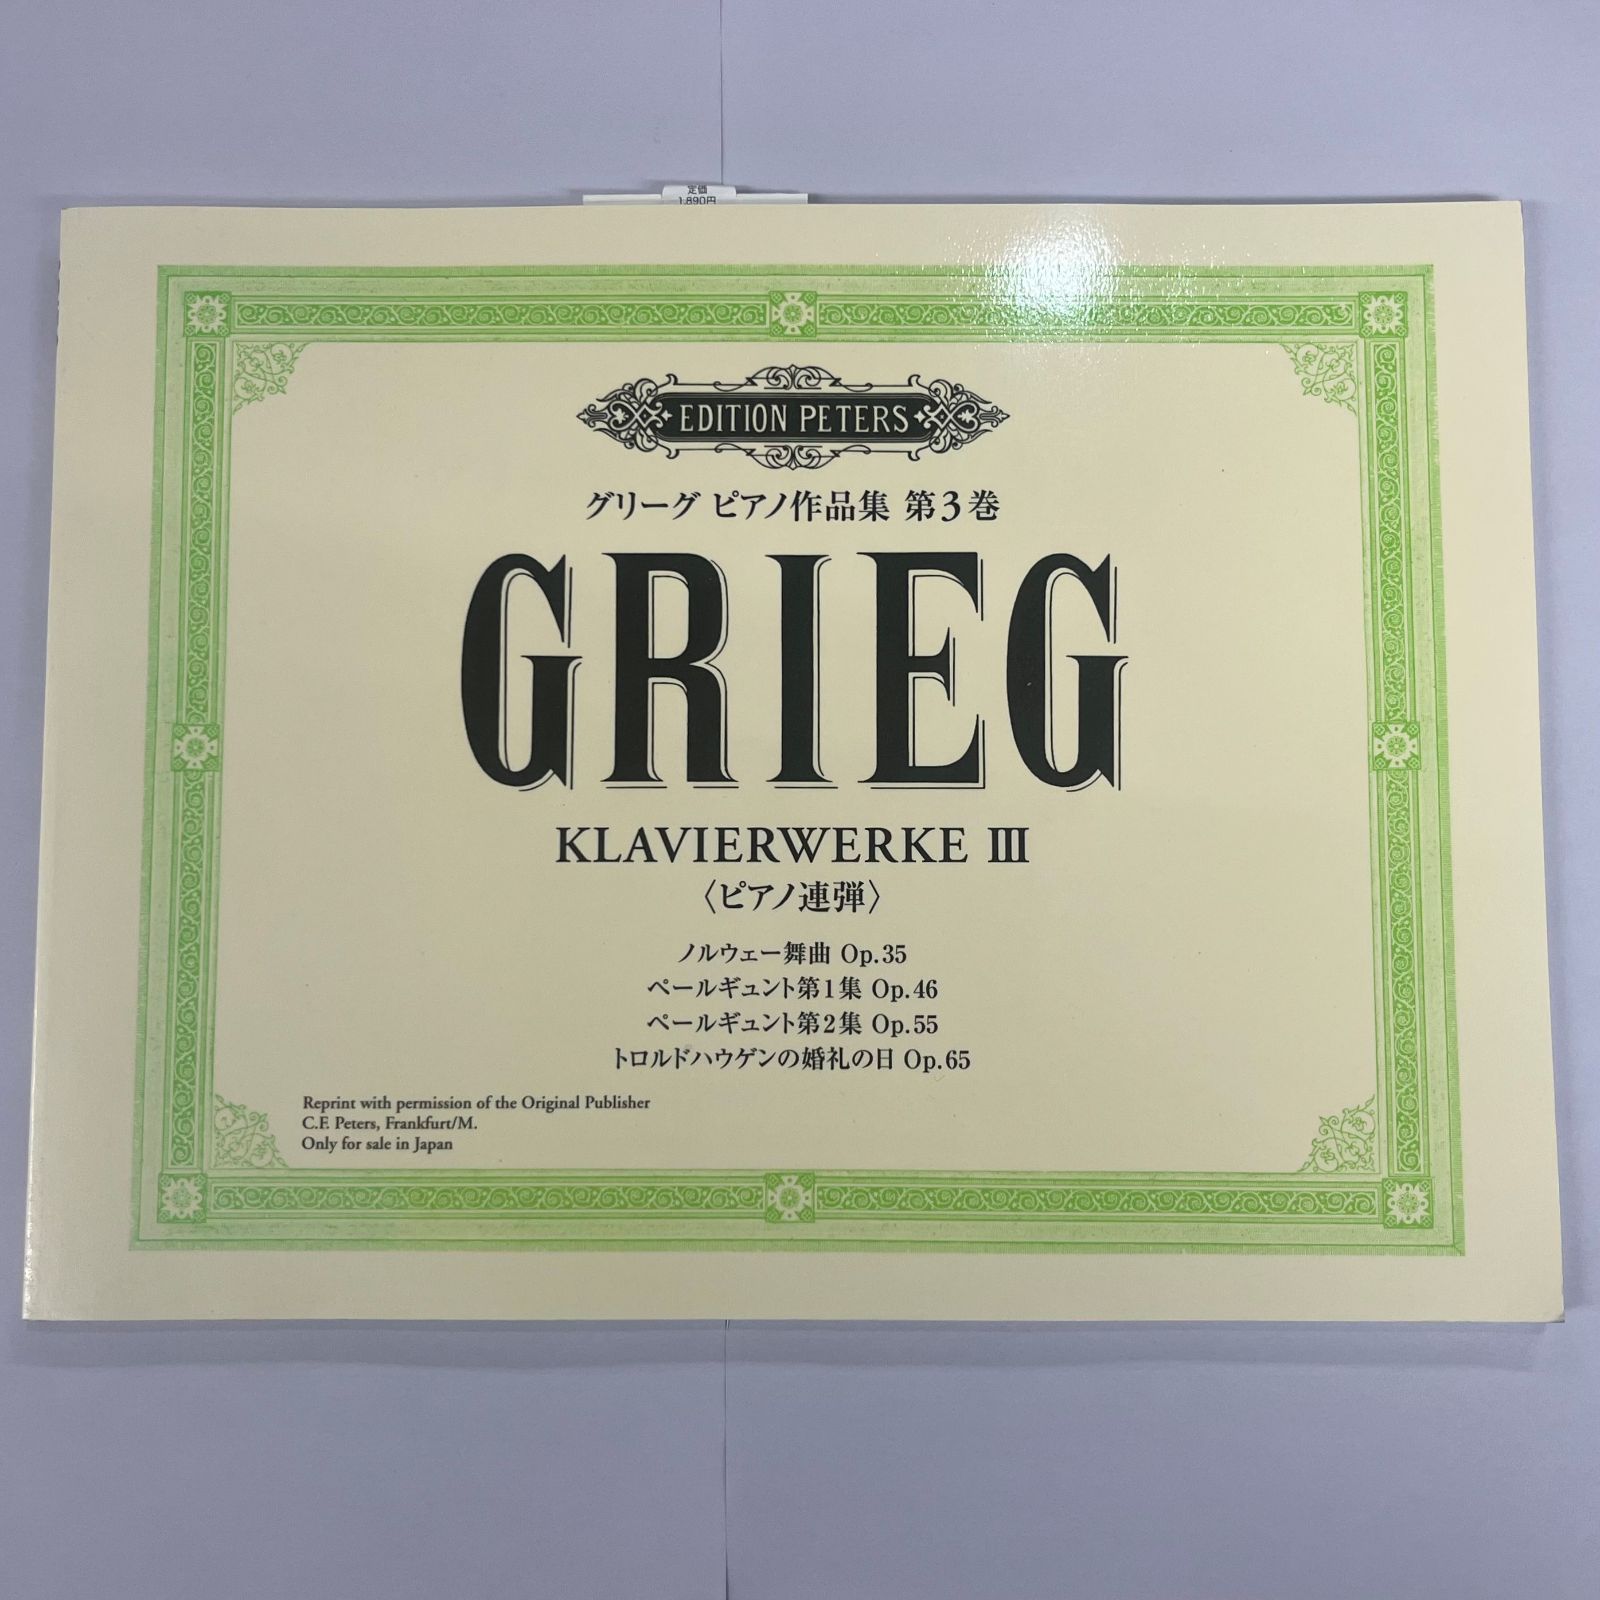 定価
1,890円
EDITION PETERS
グリーグ ピアノ作品集 第3巻
GRIEG
KLAVIERWERKE III
〈ピアノ連弾〉
ノルウェー舞曲 Op.35
ペールギュント第1集 Op.46
ペールギュント第2集 Op.55
トロルドハウゲンの婚礼の日 Op.65
Reprint with permission of the Original Publisher
C.F. Peters, Frankfurt/M.
Only for sale in Japan